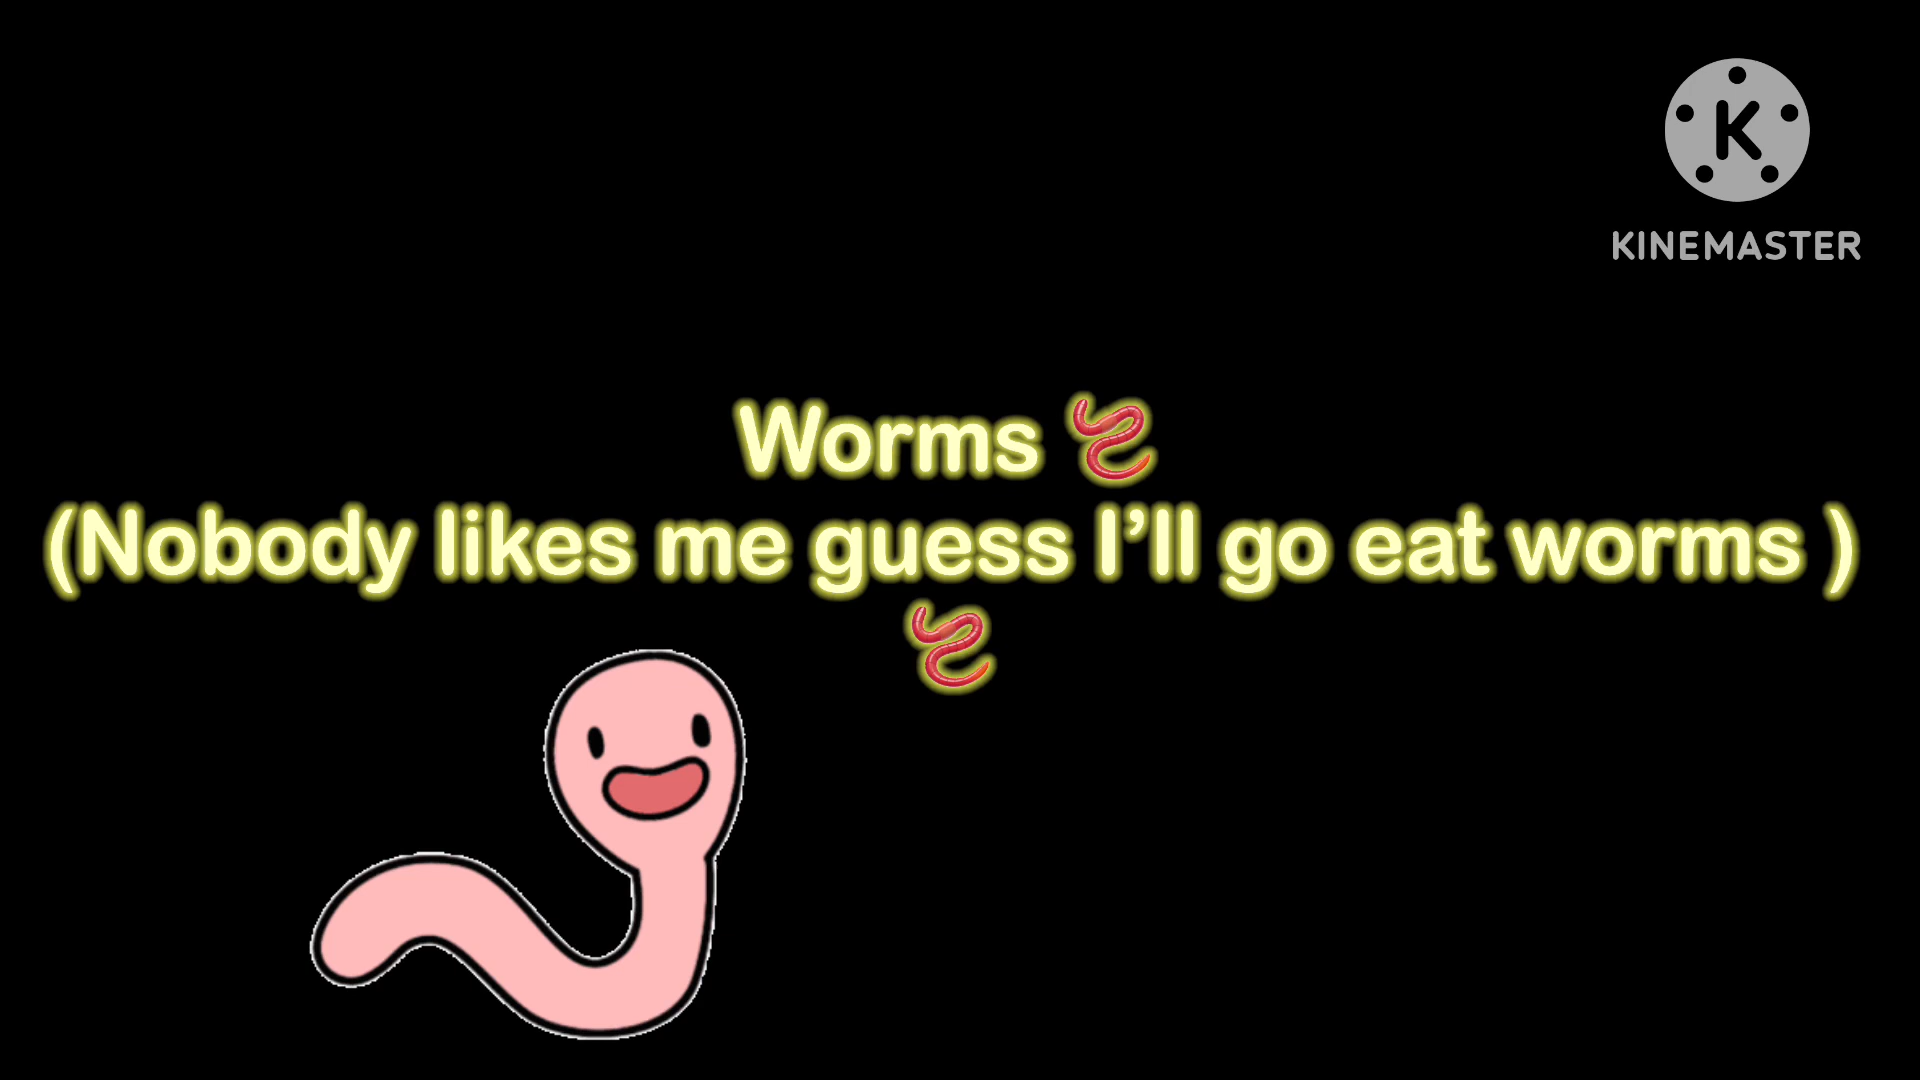 K
KINEMASTER
Worms 🪱
(Nobody likes me guess I’ll go eat worms )
🪱